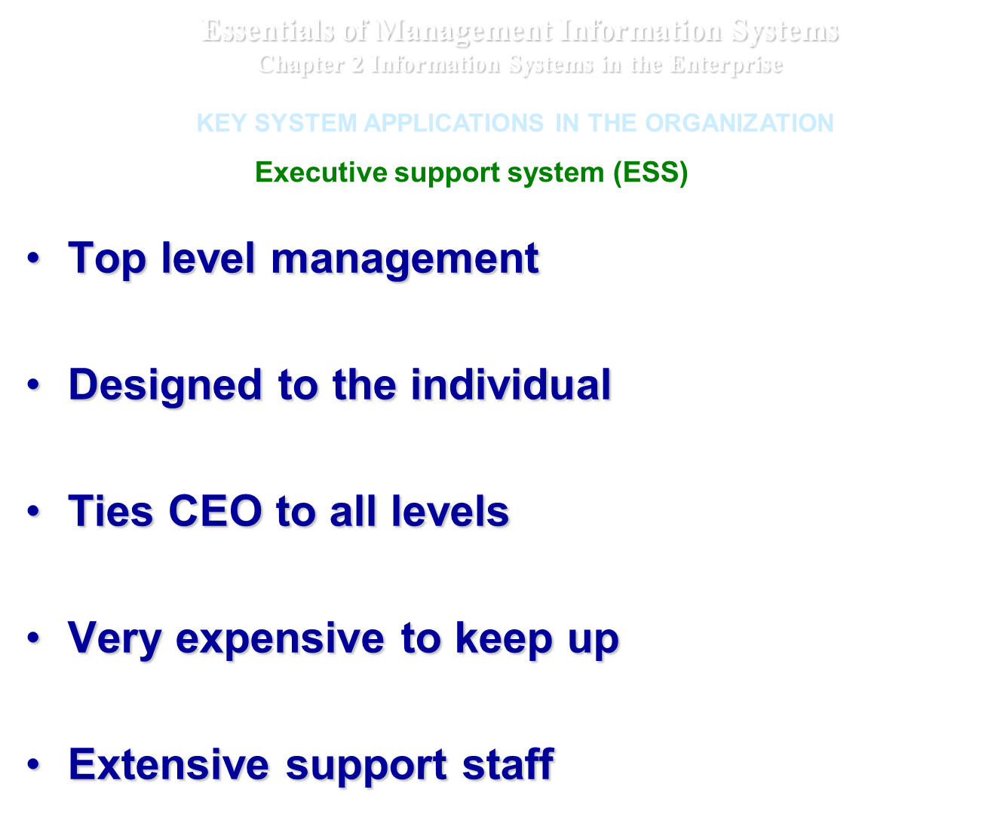 Essentials of Management Information Systems
Chapter 2 Information Systems in the Enterprise
KEY SYSTEM APPLICATIONS IN THE ORGANIZATION
Executive support system (ESS)
• Top level management
• Designed to the individual
• Ties CEO to all levels
• Very expensive to keep up
• Extensive support staff